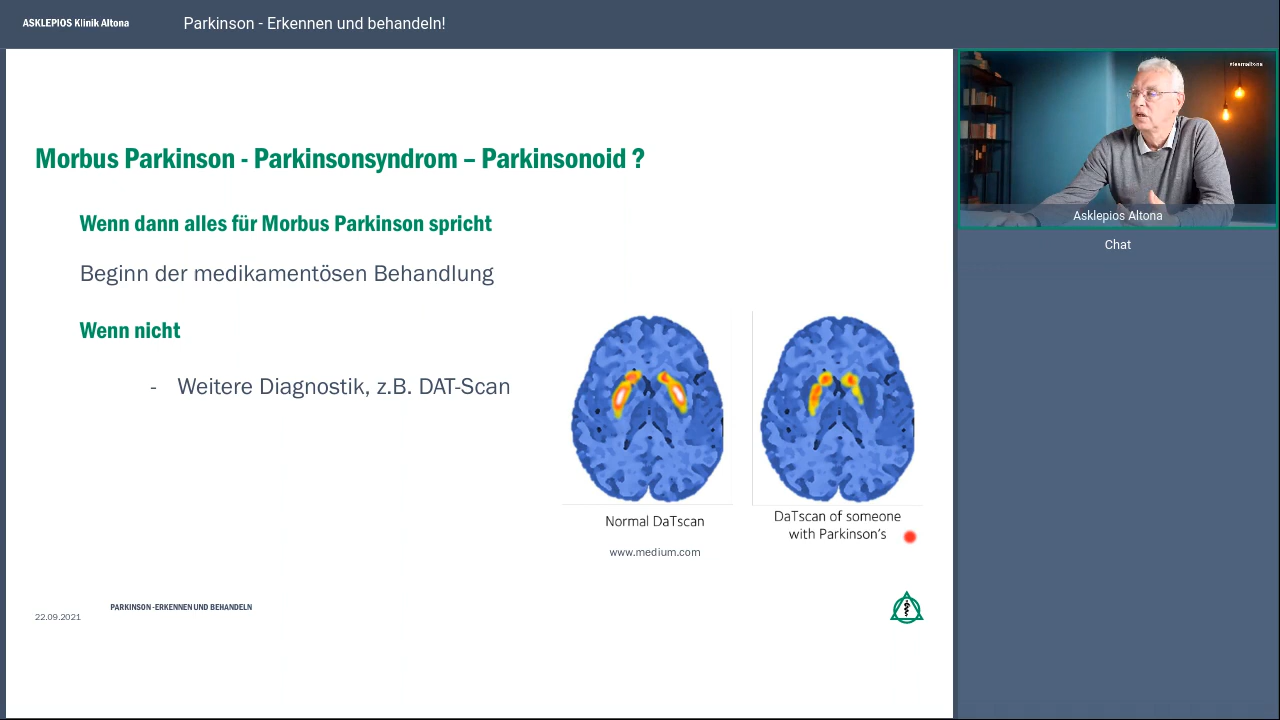 ASKLEPIOS Klinik Altona
Parkinson - Erkennen und behandeln!
Morbus Parkinson - Parkinsonsyndrom – Parkinsonoid ?
Wenn dann alles für Morbus Parkinson spricht
Beginn der medikamentösen Behandlung
Wenn nicht
- Weitere Diagnostik, z.B. DAT-Scan
Normal DaTscan
www.medium.com
DaTscan of someone
with Parkinson's
22.09.2021
PARKINSON -ERKENNEN UND BEHANDELN
Asklepios Altona
Chat